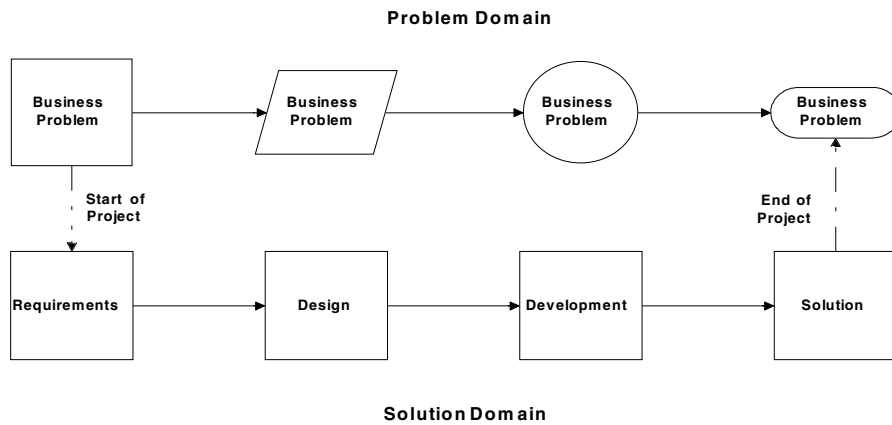 Problem Domain
Business
Problem
Business
Problem
Business
Problem
Business
Problem
Start of
Project
End of
Project
Requirements
Design
Development
Solution
Solution Domain